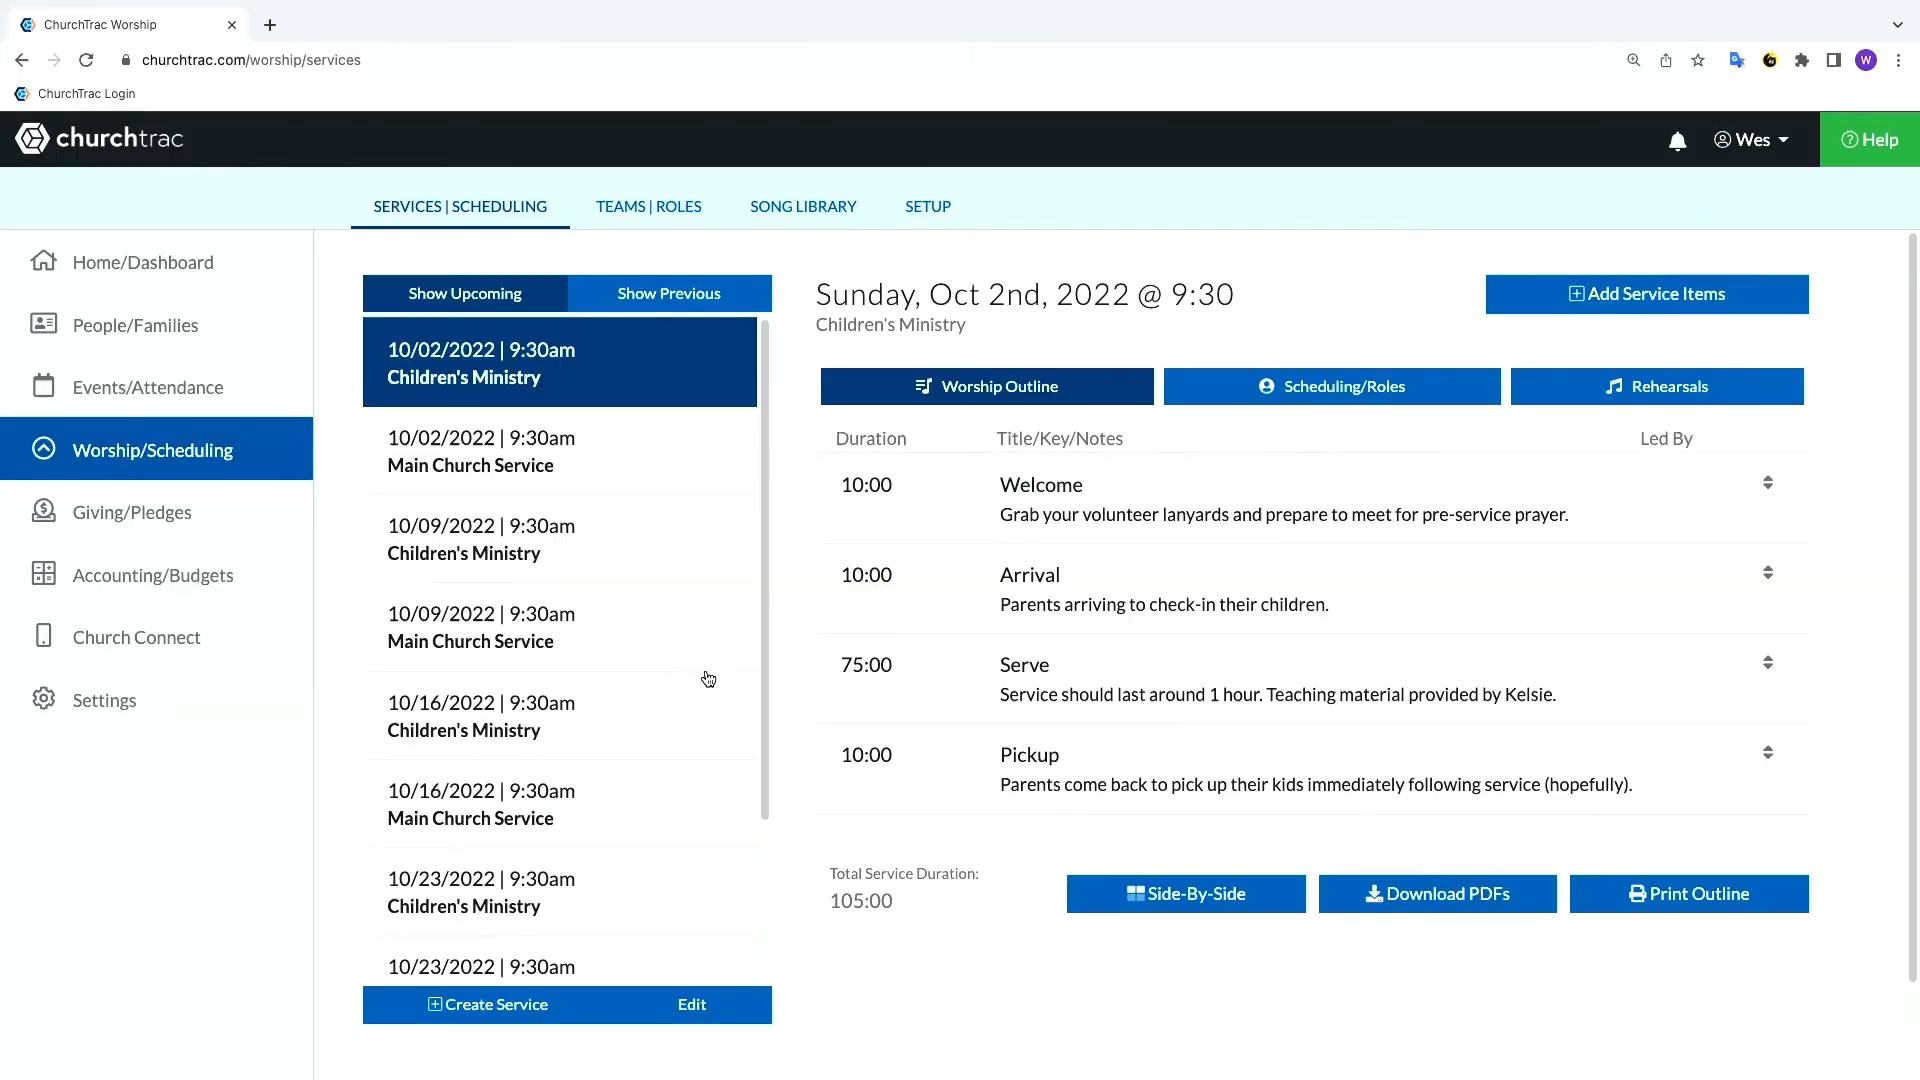 ChurchTrac Worship
churchtrac.com/worship/services
W
ChurchTrac Login
churchtrac
Wes
Help
SERVICES | SCHEDULING
TEAMS | ROLES
SONG LIBRARY
SETUP
Home/Dashboard
People/Families
Events/Attendance
Worship/Scheduling
Giving/Pledges
Accounting/Budgets
Church Connect
Settings
Show Upcoming
Show Previous
10/02/2022 | 9:30am
Children's Ministry
10/02/2022 | 9:30am
Main Church Service
10/09/2022 | 9:30am
Children's Ministry
10/09/2022 | 9:30am
Main Church Service
10/16/2022 | 9:30am
Children's Ministry
10/16/2022 | 9:30am
Main Church Service
10/23/2022 | 9:30am
Children's Ministry
10/23/2022 | 9:30am
Create Service
Edit
Sunday, Oct 2nd, 2022 @ 9:30
Children's Ministry
Add Service Items
Worship Outline
Scheduling/Roles
Rehearsals
Duration Title/Key/Notes Led By
10:00 Welcome
Grab your volunteer lanyards and prepare to meet for pre-service prayer.
10:00 Arrival
Parents arriving to check-in their children.
75:00 Serve
Service should last around 1 hour. Teaching material provided by Kelsie.
10:00 Pickup
Parents come back to pick up their kids immediately following service (hopefully).
Total Service Duration:
105:00
Side-By-Side
Download PDFs
Print Outline